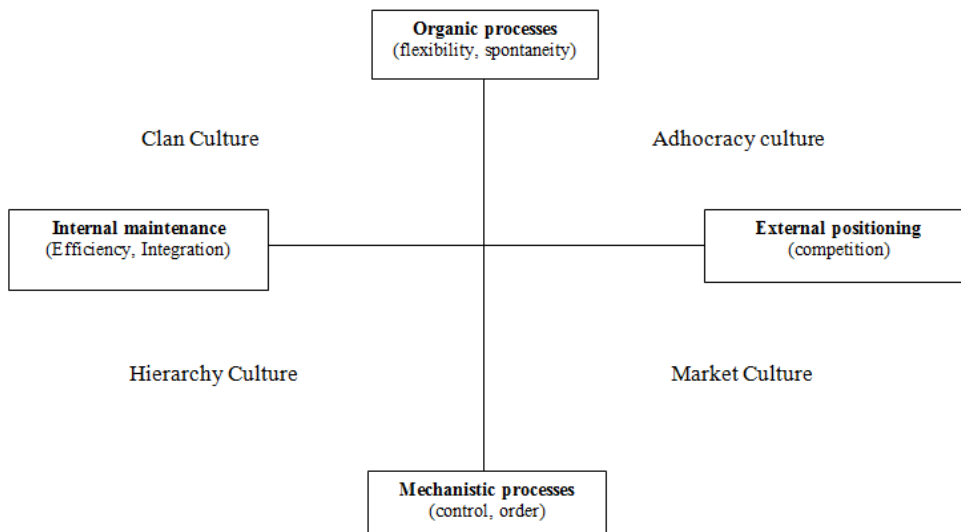 Organic processes
(flexibility, spontaneity)
Clan Culture
Adhocracy culture
Internal maintenance
(Efficiency, Integration)
External positioning
(competition)
Hierarchy Culture
Market Culture
Mechanistic processes
(control, order)